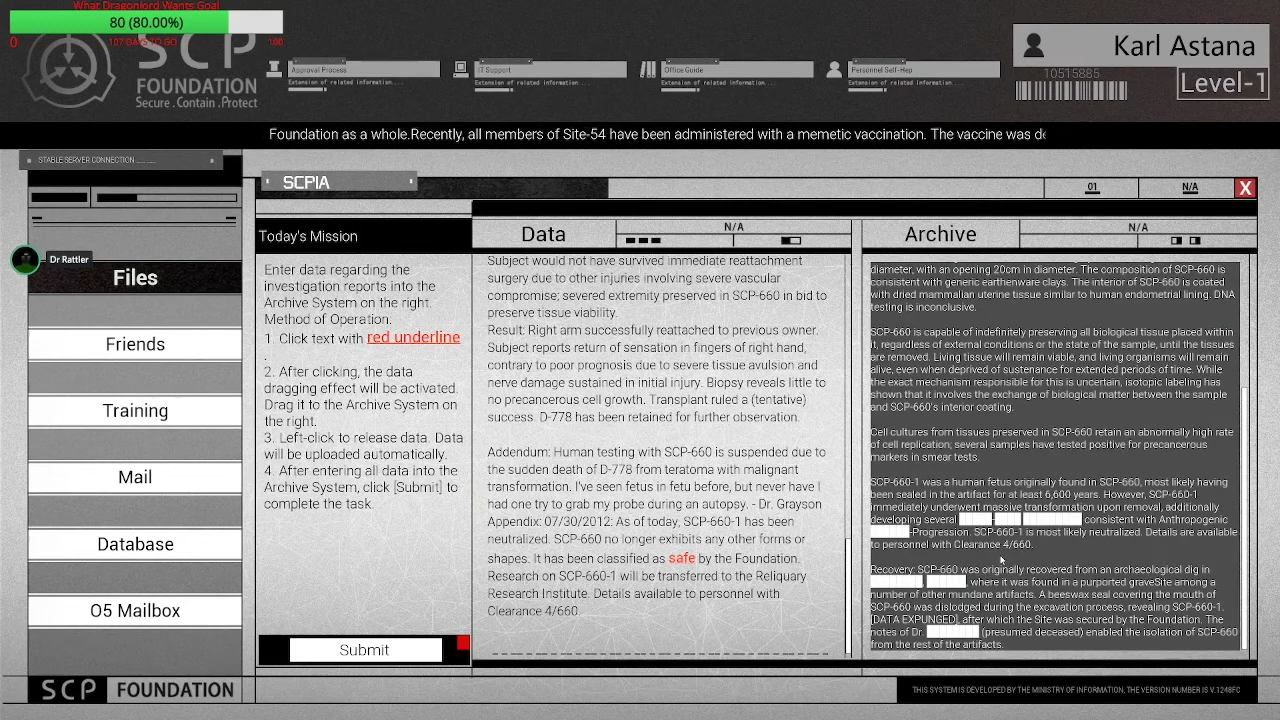 What Dragonlord Wants Goal
80 (80.00%)
0
107 DAYS TO GO
100
SCP
FOUNDATION
Secure .Contain .Protect
Approval Process
Extension of related information...
IT Support
Extension of related information...
Office Guide
Extension of related information...
Personnel Self-Hep
Extension of related information...
Karl Astana
10515885
Level-1
Foundation as a whole.Recently, all members of Site-54 have been administered with a memetic vaccination. The vaccine was de
STABLE SERVER CONNECTION
SCPIA
01
N/A
X
Today's Mission
Data
N/A
Archive
N/A
Dr Rattler
Files
Friends
Training
Mail
Database
O5 Mailbox
Enter data regarding the
investigation reports into the
Archive System on the right.
Method of Operation:
1. Click text with red underline
.
2. After clicking, the data
dragging effect will be activated.
Drag it to the Archive System on
the right.
3. Left-click to release data. Data
will be released automatically.
4. After entering all data into the
Archive System, click [Submit] to
complete the task.
Submit
Subject would not have survived immediate reattachment
surgery due to other injuries involving severe vascular
compromise; severed extremity preserved in SCP-660 in bid to
preserve tissue viability.
Result: Right arm successfully reattached to previous owner.
Subject reports return of sensation in fingers of right hand,
contrary to poor prognosis due to severe tissue avulsion and
nerve damage sustained in initial injury. Biopsy reveals little to
no precancerous cell growth. Transplant ruled a (tentative)
success. D-778 has been retained for further observation.
Addendum: Human testing with SCP-660 is suspended due to
the sudden death of D-778 from teratoma with malignant
transformation. I've seen fetus in fetu before, but never have I
had one try to grab my probe during an autopsy. - Dr. Grayson
Appendix: 07/30/2012: As of today, SCP-660-1 has been
neutralized. SCP-660 no longer exhibits any other forms or
shapes. It has been classified as safe by the Foundation.
Research on SCP-660-1 will be transferred to the Reliquary
Research Institute. Details available to personnel with
Clearance 4/660.
diameter, with an opening 20cm in diameter. The composition of SCP-660 is
consistent with generic earthenware clays. The interior of SCP-660 is coated
with dried mammalian uterine tissue similar to human endometrial lining. DNA
testing is inconclusive.
SCP-660 is capable of indefinitely preserving all biological tissue placed within
it, regardless of external conditions or the state of the sample, until the tissues
are removed. Living tissue will remain viable, and living organisms will remain
alive, even when deprived of sustenance for extended periods of time. While
the exact mechanism responsible for this is uncertain, isotopic labeling has
shown that it involves the exchange of biological matter between the sample
and SCP-660's interior coating.
Cell cultures from tissues preserved in SCP-660 retain an abnormally high rate
of cell replication; several samples have tested positive for precancerous
markers in smear tests.
SCP-660-1 was a human fetus originally found in SCP-660, most likely having
been sealed in the artifact for at least 6,600 years. However, SCP-660-1
immediately underwent massive transformation upon removal, additionally
developing several █████-████ █████████ consistent with Anthropogenic
██████-Progression. SCP-660-1 is most likely neutralized. Details are available
to personnel with Clearance 4/660.
Recovery: SCP-660 was originally recovered from an archaeological dig in
████████, ██████, where it was found in a purported graveSite among a
number of other mundane artifacts. A beeswax seal covering the mouth of
SCP-660 was dislodged during the excavation process, revealing SCP-660-1.
[DATA EXPUNGED], after which the Site was secured by the Foundation. The
notes of Dr. ████████ (presumed deceased) enabled the isolation of SCP-660
from the rest of the artifacts.
SCP FOUNDATION
THIS SYSTEM IS DEVELOPED BY THE MINISTRY OF INFORMATION, THE VERSION NUMBER IS V.1248FC